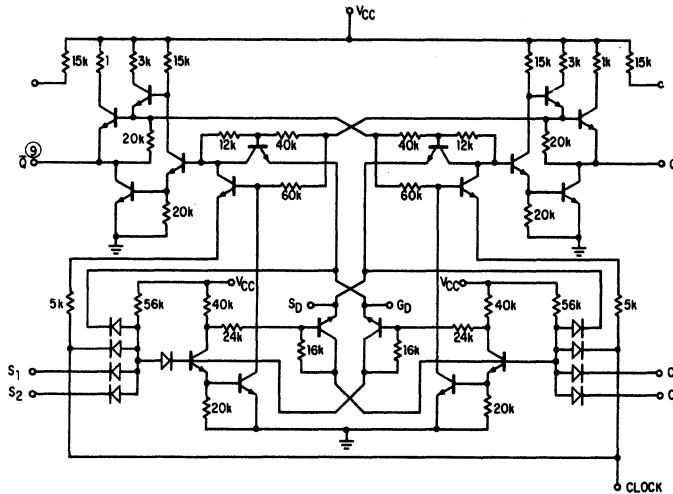 VCC
15k 1 3k 15k 15k 3k 1k 15k
12k 40k 40k 12k
20k 20k
9
Q̅ Q
60k 60k
20k 20k
VCC VCC
5k 56k 40k SD GD 40k 56k 5k
24k 24k
16k 16k
S1 C
S2 C
20k 20k
CLOCK